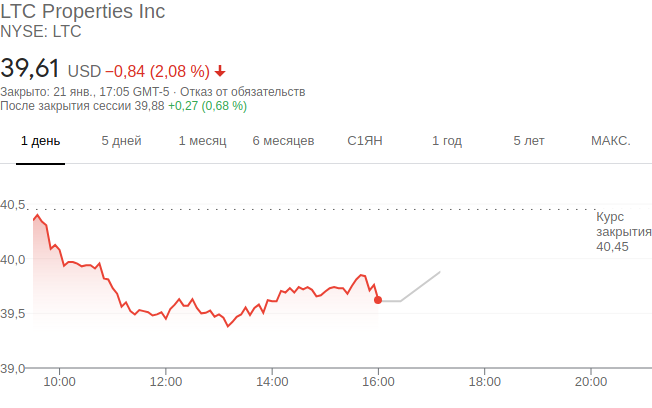 LTC Properties Inc
NYSE: LTC
39,61 USD −0,84 (2,08 %)
Закрыто: 21 янв., 17:05 GMT-5 · Отказ от обязательств
После закрытия сессии 39,88 +0,27 (0,68 %)
1 день 5 дней 1 месяц 6 месяцев С1ЯН 1 год 5 лет МАКС.
40,5
Курс
закрытия
40,45
40,0
39,5
39,0
10:00 12:00 14:00 16:00 18:00 20:00